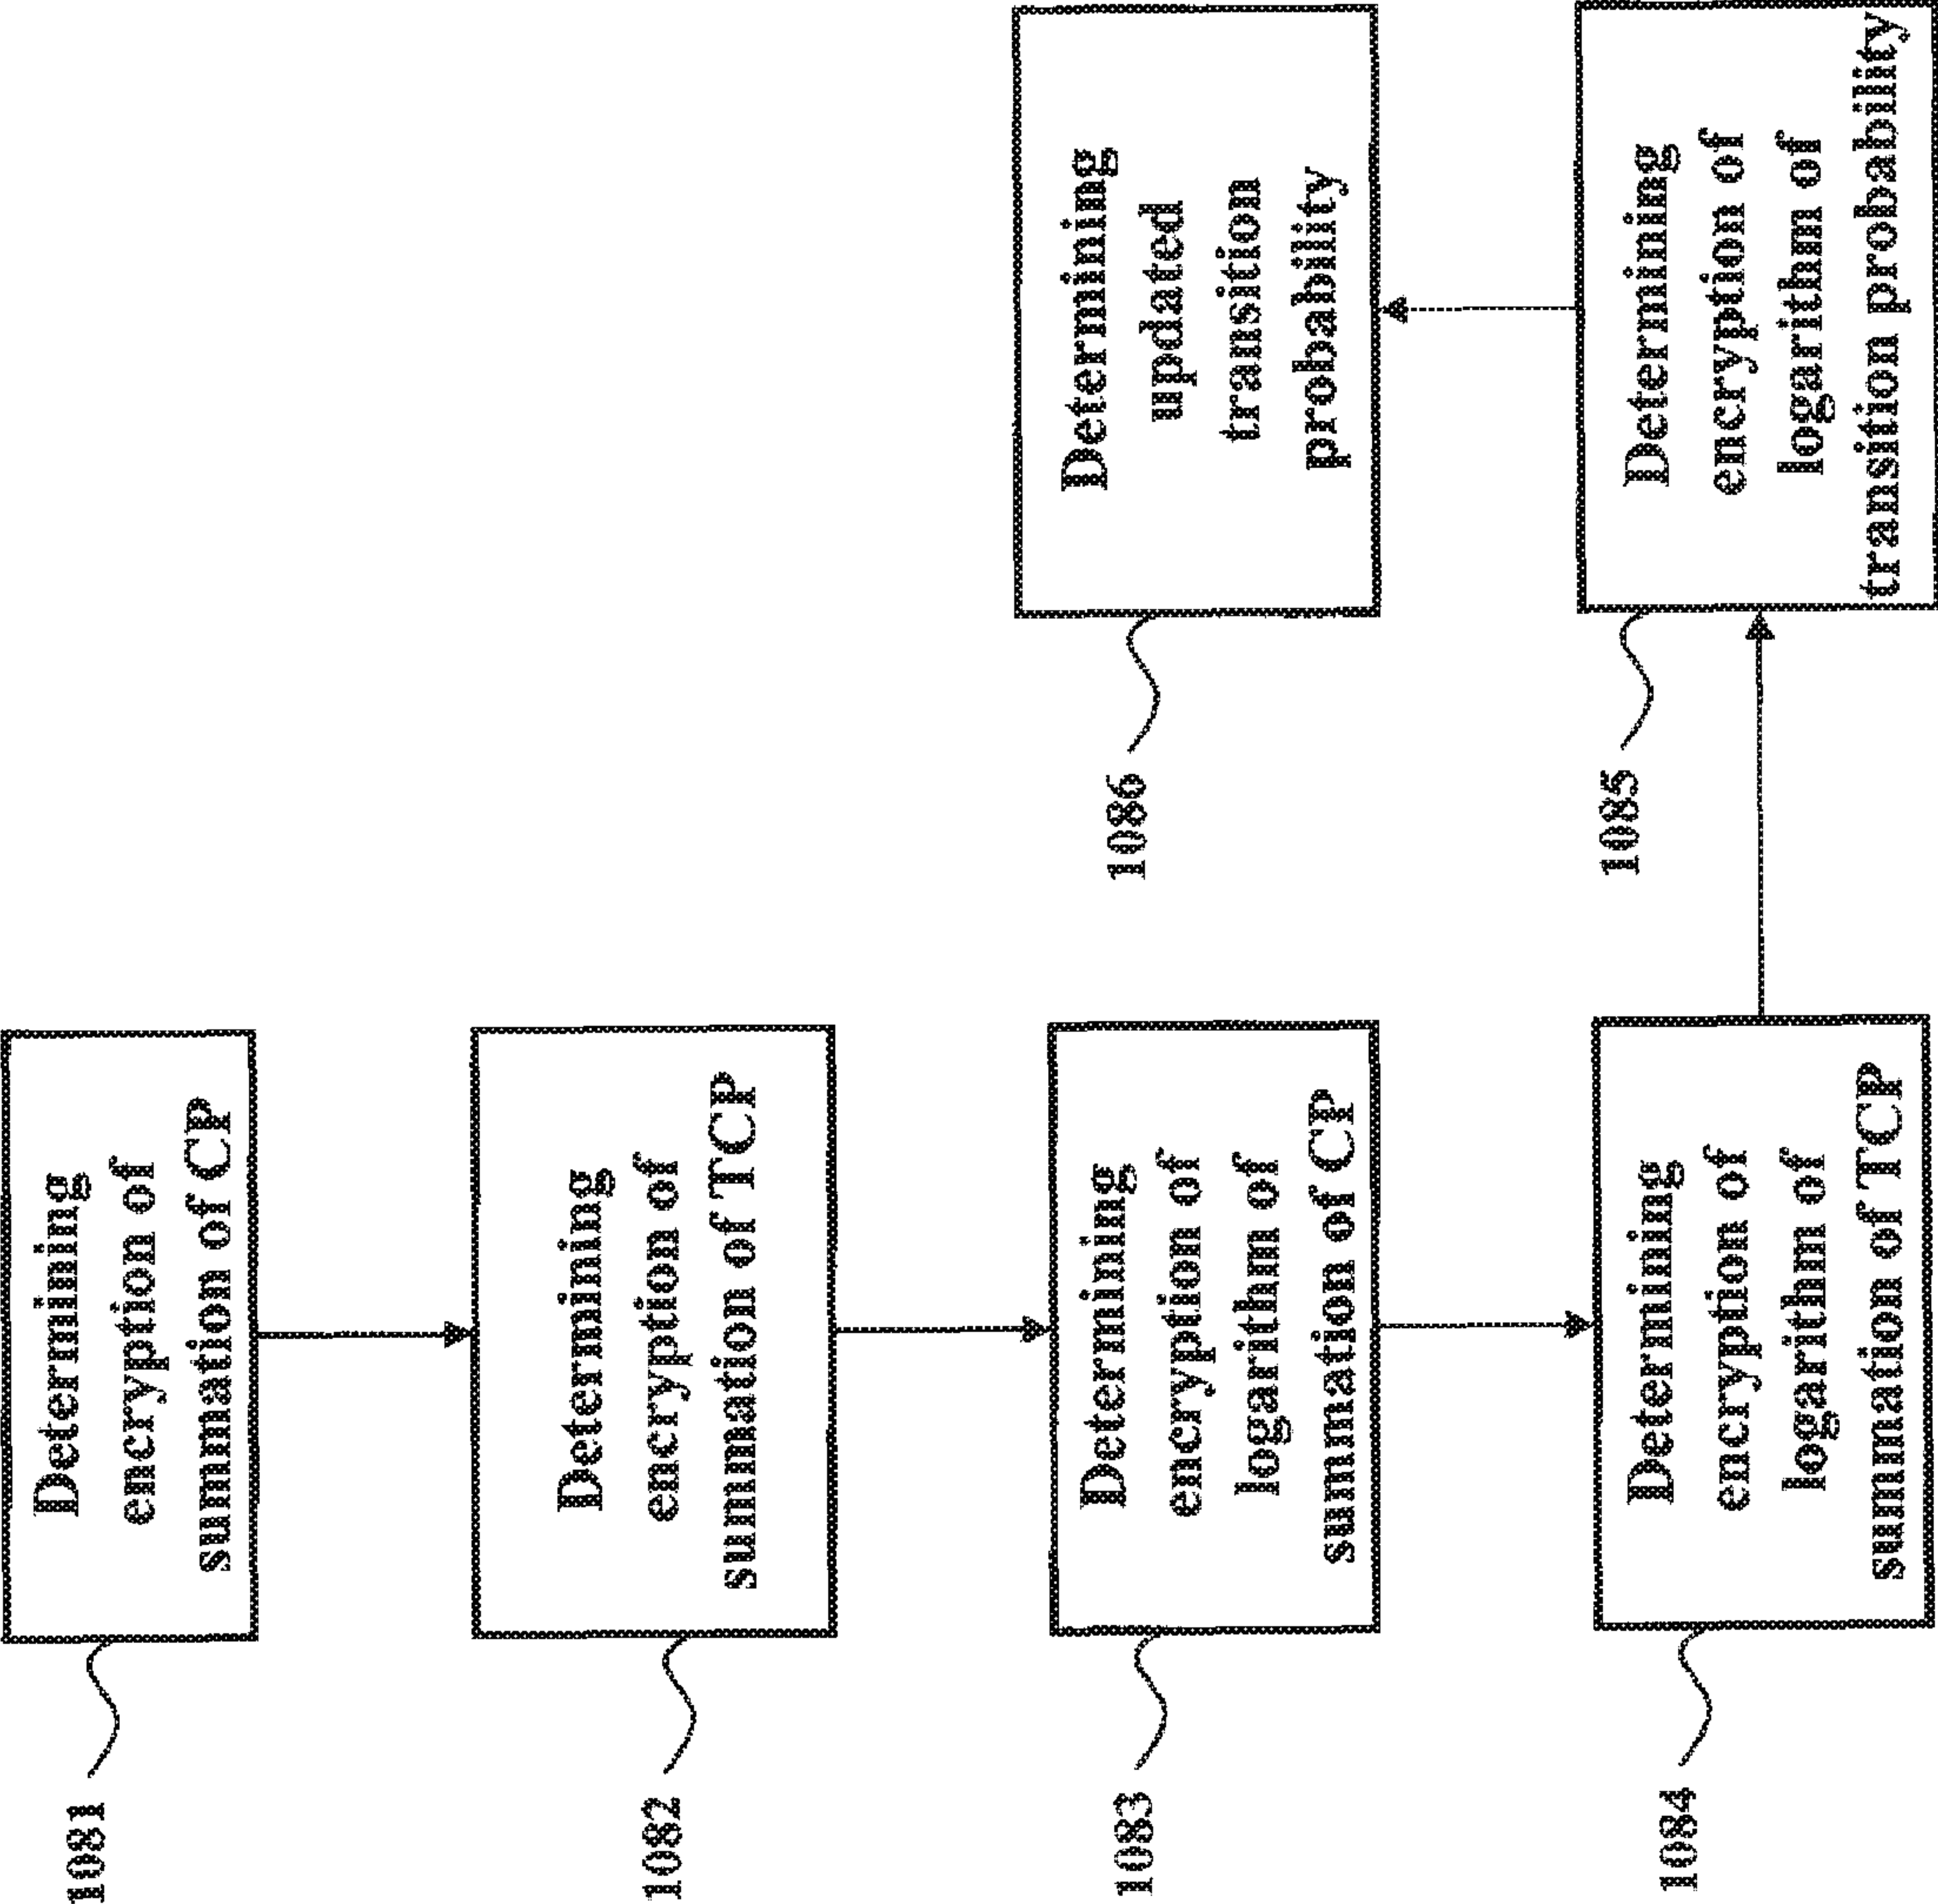 1081
Determining
encryption of
summation of CP
1082
Determining
encryption of
summation of TCP
1083
Determining
encryption of
logarithm of
summation of CP
1084
Determining
encryption of
logarithm of
summation of TCP
1085
Determining
encryption of
logarithm of
transition probability
1086
Determining
updated
transition
probability